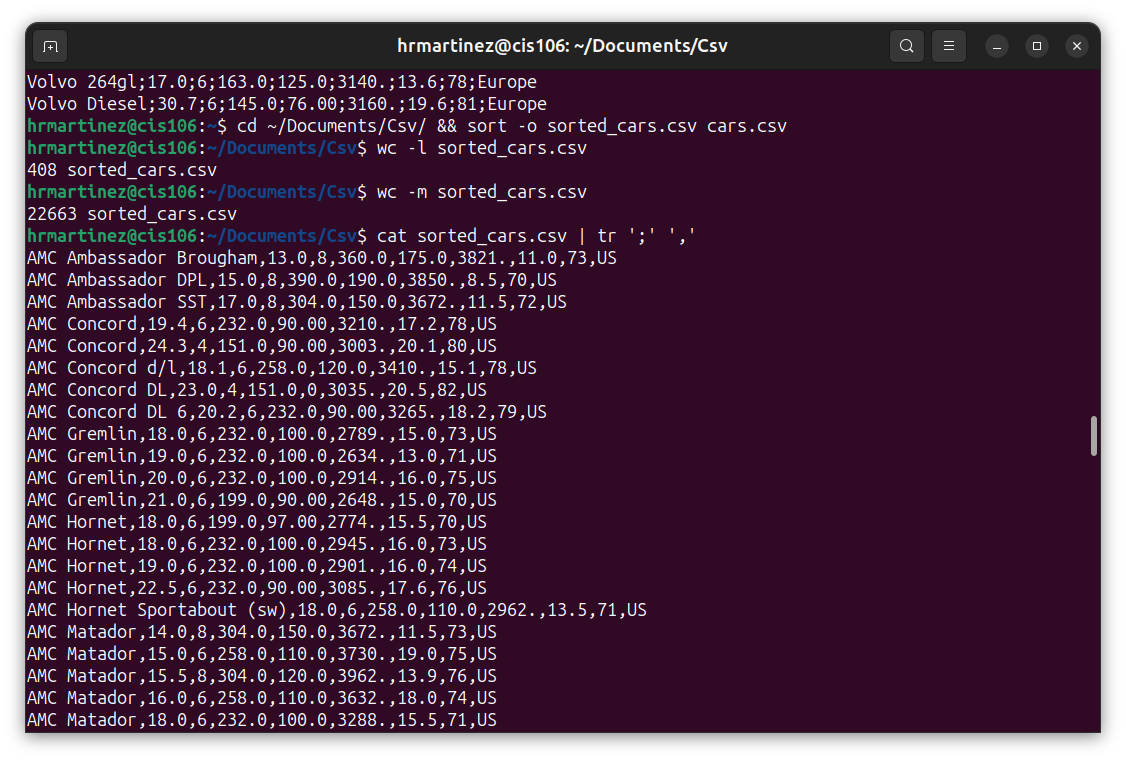 hrmartinez@cis106: ~/Documents/Csv
Volvo 264gl;17.0;6;163.0;125.0;3140.;13.6;78;Europe
Volvo Diesel;30.7;6;145.0;76.00;3160.;19.6;81;Europe
hrmartinez@cis106:~$ cd ~/Documents/Csv/ && sort -o sorted_cars.csv cars.csv
hrmartinez@cis106:~/Documents/Csv$ wc -l sorted_cars.csv
408 sorted_cars.csv
hrmartinez@cis106:~/Documents/Csv$ wc -m sorted_cars.csv
22663 sorted_cars.csv
hrmartinez@cis106:~/Documents/Csv$ cat sorted_cars.csv | tr ';' ','
AMC Ambassador Brougham,13.0,8,360.0,175.0,3821.,11.0,73,US
AMC Ambassador DPL,15.0,8,390.0,190.0,3850.,8.5,70,US
AMC Ambassador SST,17.0,8,304.0,150.0,3672.,11.5,72,US
AMC Concord,19.4,6,232.0,90.00,3210.,17.2,78,US
AMC Concord,24.3,4,151.0,90.00,3003.,20.1,80,US
AMC Concord d/l,18.1,6,258.0,120.0,3410.,15.1,78,US
AMC Concord DL,23.0,4,151.0,0,3035.,20.5,82,US
AMC Concord DL 6,20.2,6,232.0,90.00,3265.,18.2,79,US
AMC Gremlin,18.0,6,232.0,100.0,2789.,15.0,73,US
AMC Gremlin,19.0,6,232.0,100.0,2634.,13.0,71,US
AMC Gremlin,20.0,6,232.0,100.0,2914.,16.0,75,US
AMC Gremlin,21.0,6,199.0,90.00,2648.,15.0,70,US
AMC Hornet,18.0,6,199.0,97.00,2774.,15.5,70,US
AMC Hornet,18.0,6,232.0,100.0,2945.,16.0,73,US
AMC Hornet,19.0,6,232.0,100.0,2901.,16.0,74,US
AMC Hornet,22.5,6,232.0,90.00,3085.,17.6,76,US
AMC Hornet Sportabout (sw),18.0,6,258.0,110.0,2962.,13.5,71,US
AMC Matador,14.0,8,304.0,150.0,3672.,11.5,73,US
AMC Matador,15.0,6,258.0,110.0,3730.,19.0,75,US
AMC Matador,15.5,8,304.0,120.0,3962.,13.9,76,US
AMC Matador,16.0,6,258.0,110.0,3632.,18.0,74,US
AMC Matador,18.0,6,232.0,100.0,3288.,15.5,71,US